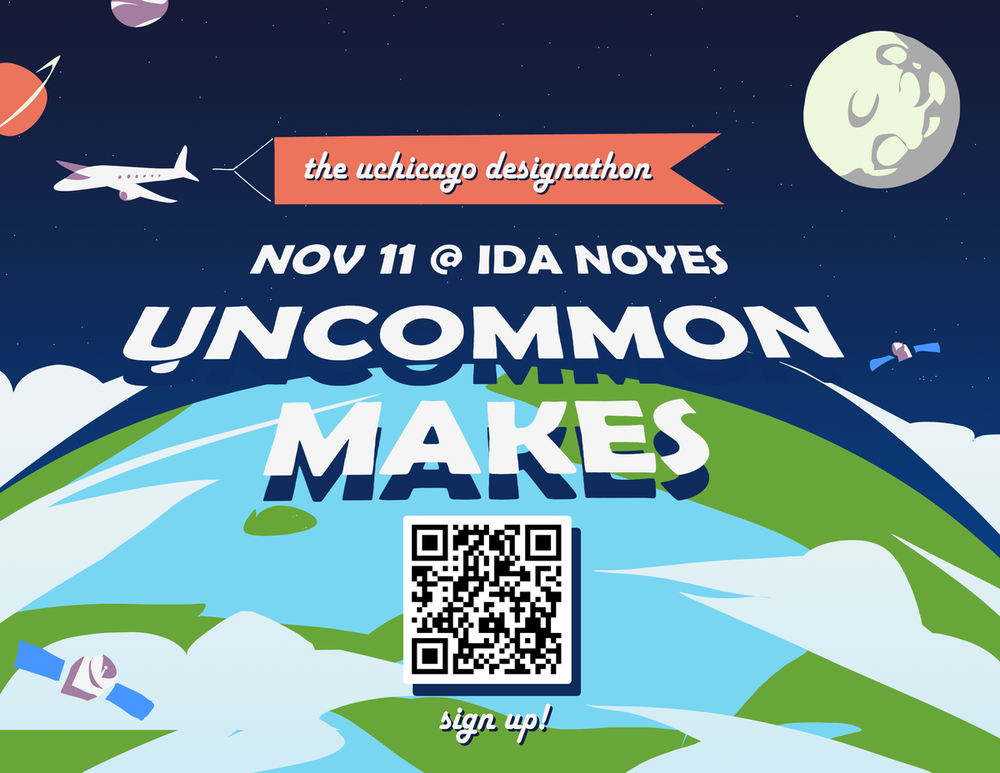 the uchicago designathon
NOV 11 @ IDA NOYES
UNCOMMON
MAKES
sign up!